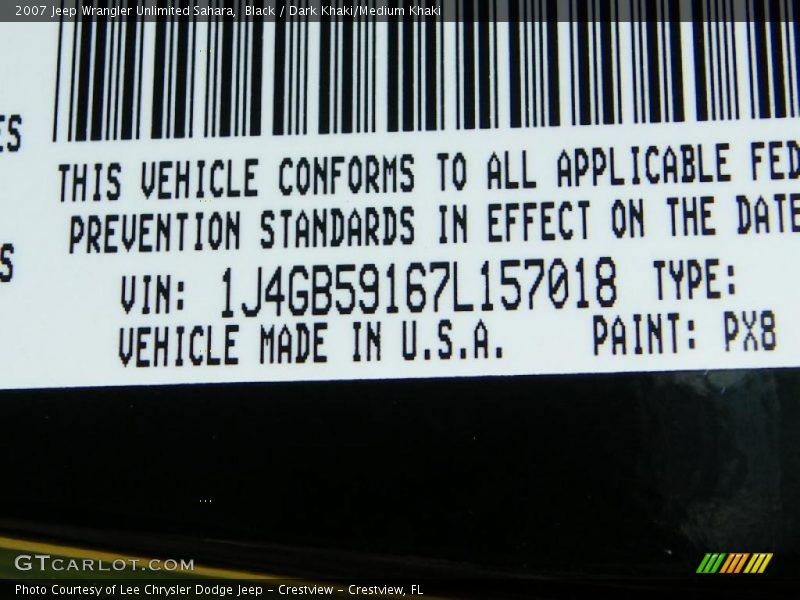 2007 Jeep Wrangler Unlimited Sahara, Black / Dark Khaki/Medium Khaki
ES
THIS VEHICLE CONFORMS TO ALL APPLICABLE FED
PREVENTION STANDARDS IN EFFECT ON THE DATE
S
VIN: 1J4GB59167L157018 TYPE:
VEHICLE MADE IN U.S.A. PAINT: PX8
GTCARLOT.COM
Photo Courtesy of Lee Chrysler Dodge Jeep - Crestview - Crestview, FL